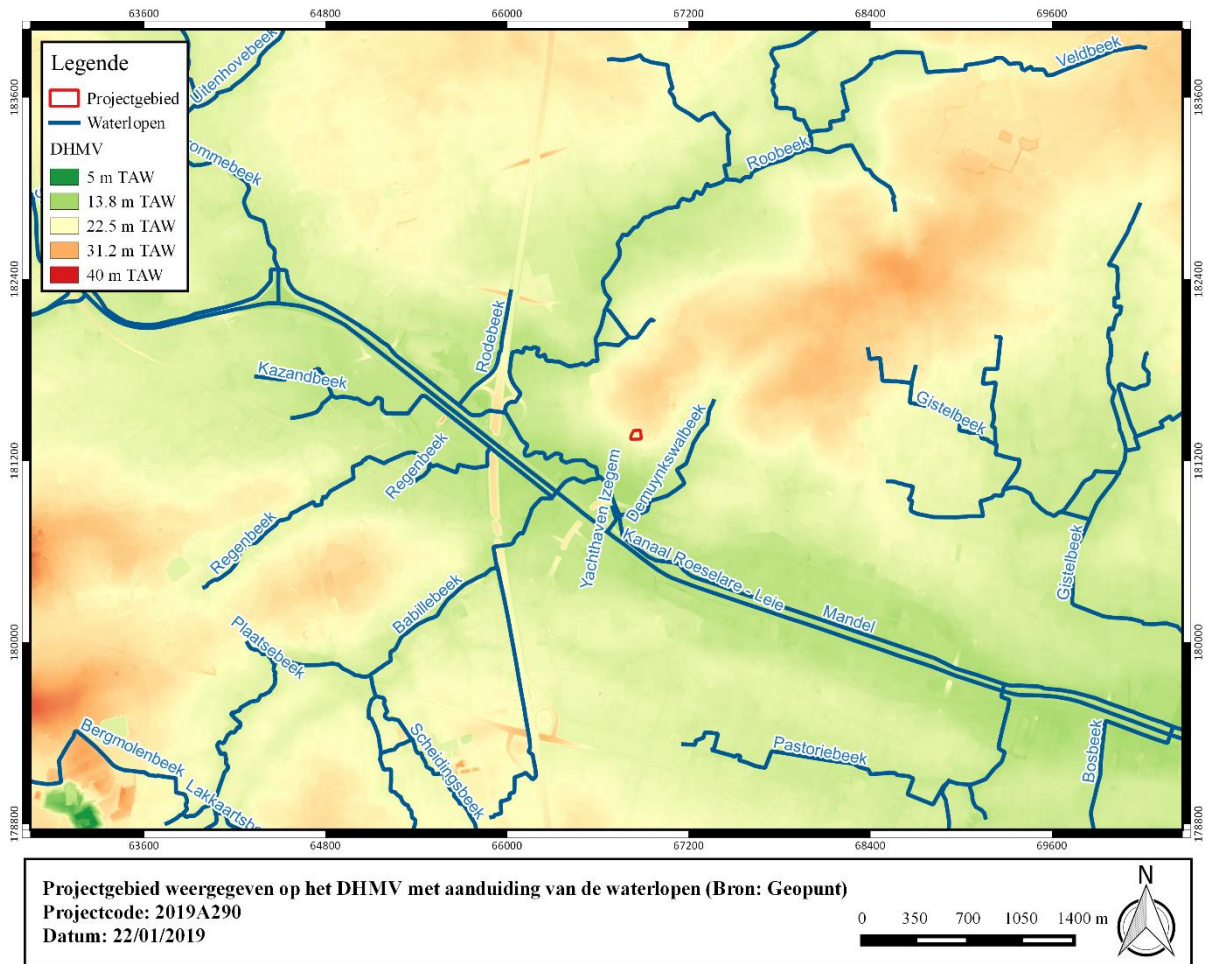 63600 64800 66000 67200 68400 69600
183600
183600
182400
182400
181200
181200
180000
180000
178800
178800
Legende
Projectgebied
Waterlopen
DHMV
5 m TAW
13.8 m TAW
22.5 m TAW
31.2 m TAW
40 m TAW
Uitenhovebeek
rommebeek
Veldbeek
Roobeek
Rodebeek
Kazandbeek
Gistelbeek
Regenbeek
Demuynkswalbeek
Yachthaven Izegem
Regenbeek
Gistelbeek
Kanaal Roeselare - Leie
Mandel
Babillebeek
Plaatsebeek
Scheidingsbeek
Bergmolenbeek
Lakkaartsbe
Pastoriebeek
Bosbeek
63600 64800 66000 67200 68400 69600
Projectgebied weergegeven op het DHMV met aanduiding van de waterlopen (Bron: Geopunt)
Projectcode: 2019A290
Datum: 22/01/2019
0 350 700 1050 1400 m
N